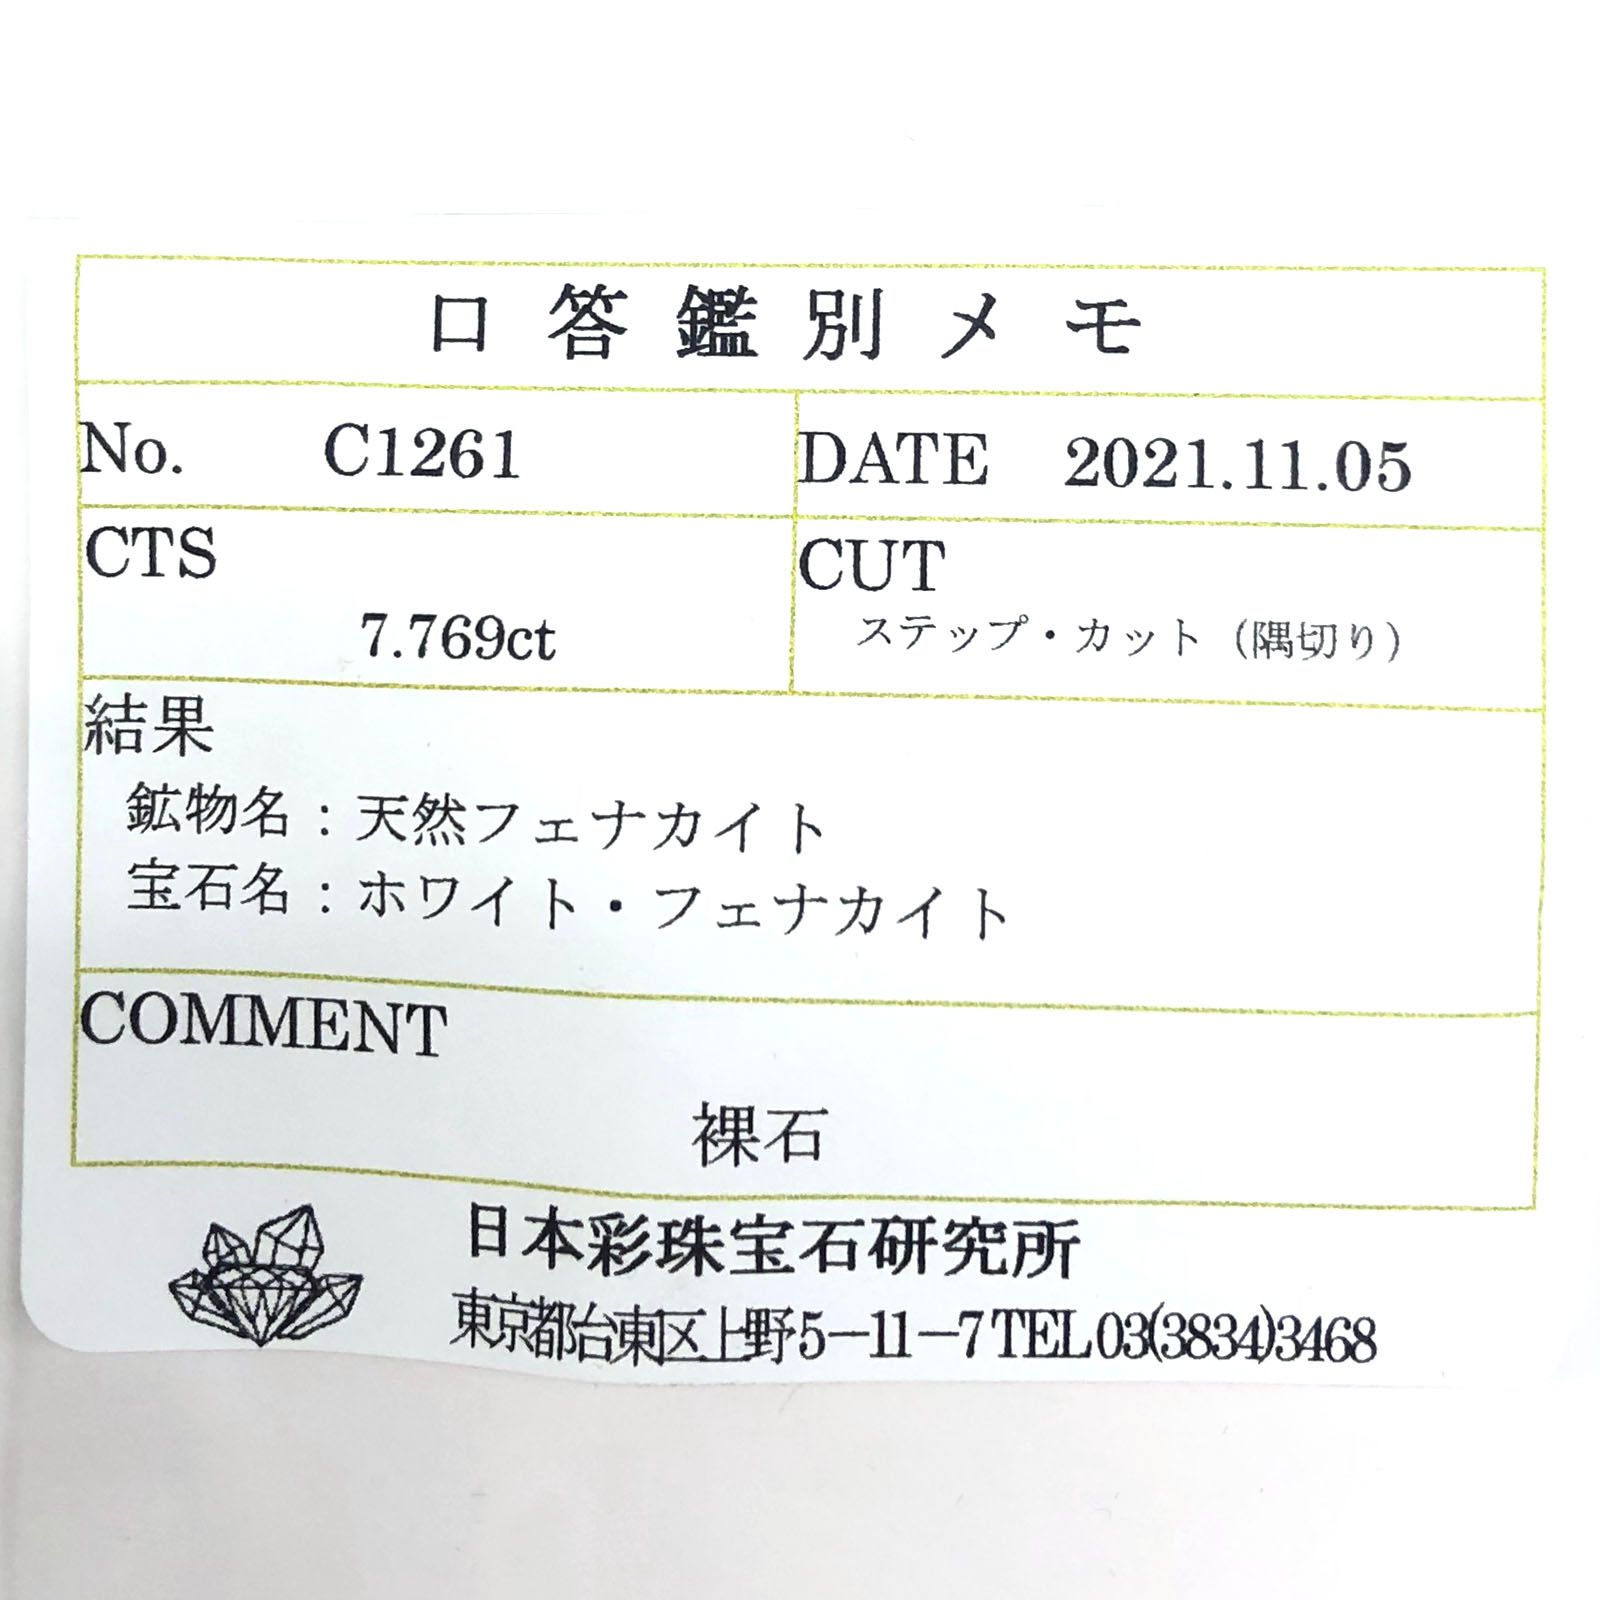 口答鑑別メモ
No. C1261 DATE 2021.11.05
CTS CUT
7.769ct ステップ・カット（隅切り）
結果
鉱物名：天然フェナカイト
宝石名：ホワイト・フェナカイト
COMMENT
裸石
日本彩珠宝石研究所
東京都台東区上野5－11－7 TEL 03(3834)3468